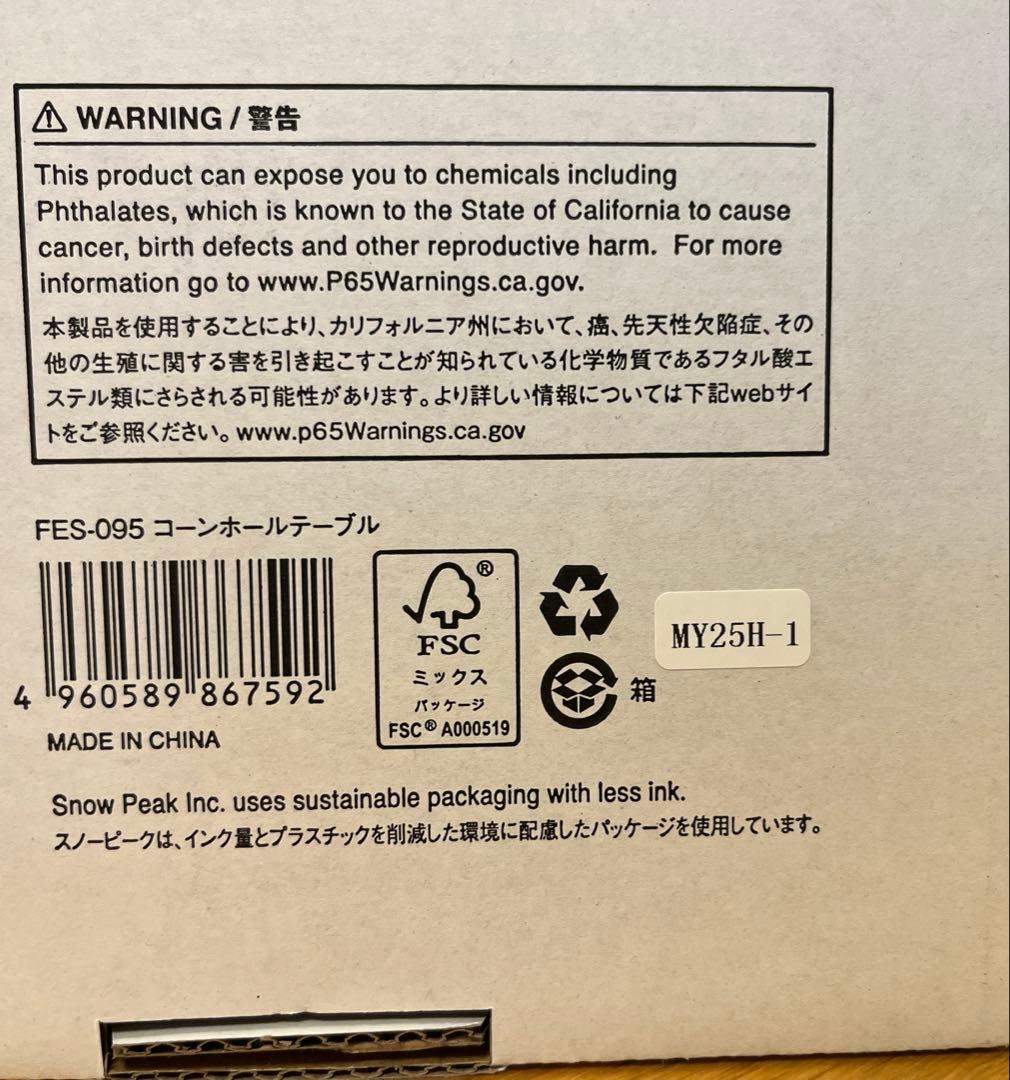 ⚠ WARNING / 警告
This product can expose you to chemicals including
Phthalates, which is known to the State of California to cause
cancer, birth defects and other reproductive harm. For more
information go to www.P65Warnings.ca.gov.
本製品を使用することにより、カリフォルニア州において、癌、先天性欠陥症、その
他の生殖に関する害を引き起こすことが知られている化学物質であるフタル酸エ
ステル類にさらされる可能性があります。より詳しい情報については下記webサイ
トをご参照ください。www.p65Warnings.ca.gov
FES-095 コーンホールテーブル
4 960589 867592
MADE IN CHINA
®
FSC
ミックス
パッケージ
FSC® A000519
箱
MY25H-1
Snow Peak Inc. uses sustainable packaging with less ink.
スノーピークは、インク量とプラスチックを削減した環境に配慮したパッケージを使用しています。